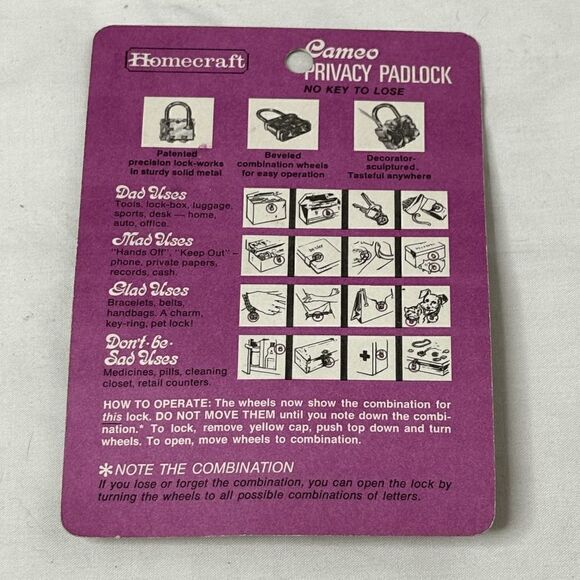 Homecraft
Cameo
PRIVACY PADLOCK
NO KEY TO LOSE
Patented
precision lock-works
in sturdy solid metal
Beveled
combination wheels
for easy operation
Decorator-
sculptured.
Tasteful anywhere
Dad Uses
Tools, lock-box, luggage,
sports, desk — home,
auto, office.
Mad Uses
"Hands Off", "Keep Out" –
phone, private papers,
records, cash.
Glad Uses
Bracelets, belts,
handbags. A charm,
key-ring, pet lock!
Don't-be-
Sad Uses
Medicines, pills, cleaning
closet, retail counters.
HOW TO OPERATE: The wheels now show the combination for
this lock. DO NOT MOVE THEM until you note down the combi-
nation.* To lock, remove yellow cap, push top down and turn
wheels. To open, move wheels to combination.
*NOTE THE COMBINATION
If you lose or forget the combination, you can open the lock by
turning the wheels to all possible combinations of letters.